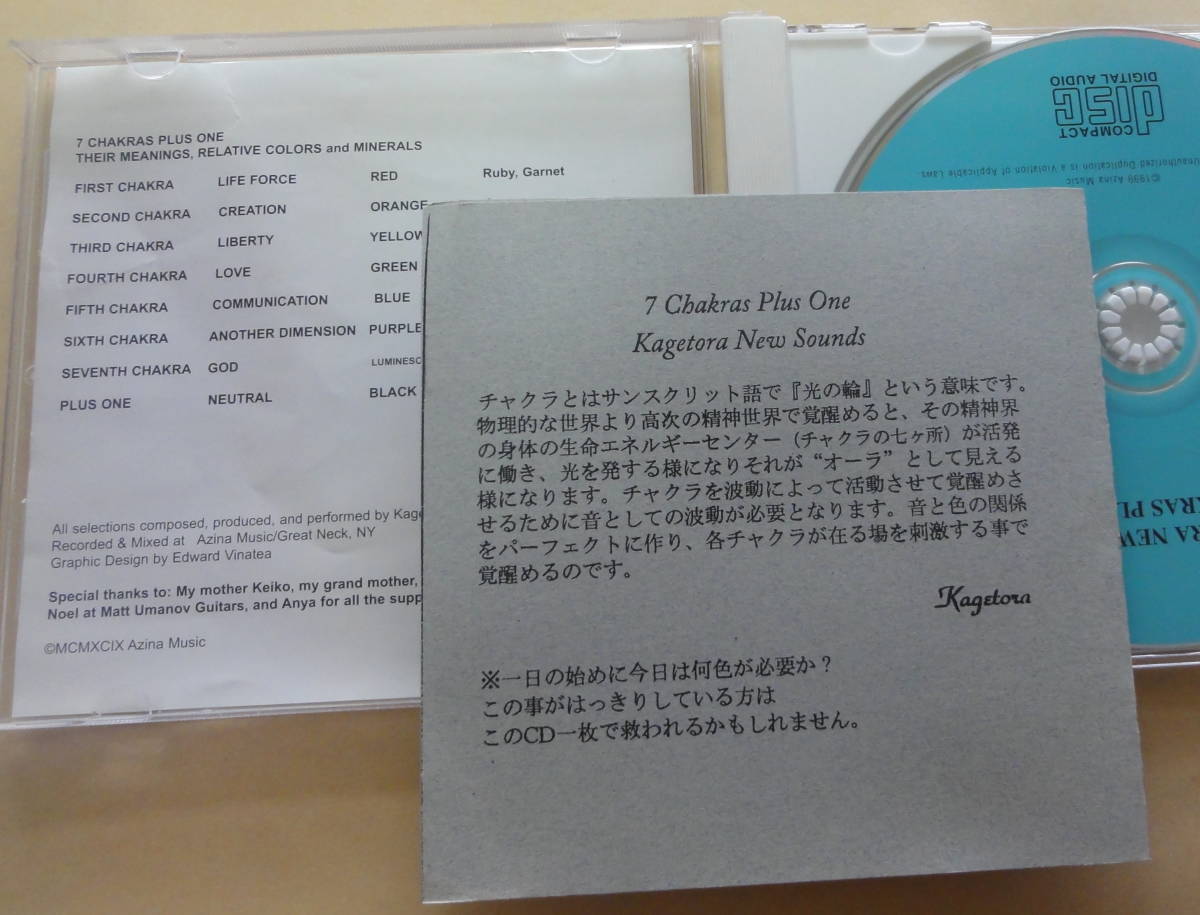 7 CHAKRAS PLUS ONE
THEIR MEANINGS, RELATIVE COLORS and MINERALS
FIRST CHAKRA LIFE FORCE RED Ruby, Garnet
SECOND CHAKRA CREATION ORANGE
THIRD CHAKRA LIBERTY YELLOW
FOURTH CHAKRA LOVE GREEN
FIFTH CHAKRA COMMUNICATION BLUE
SIXTH CHAKRA ANOTHER DIMENSION PURPLE
SEVENTH CHAKRA GOD
PLUS ONE NEUTRAL BLACK
All selections composed, produced, and performed by
Recorded & Mixed at Azina Music/Great Neck, NY
Graphic Design by Edward Vinatea
Special thanks to: My mother Keiko, my grand mother,
Noel at Matt Umanov Guitars, and Anya for all the
©MCMXCIX Azina Music
7 Chakras Plus One
Kagetora New Sounds
チャクラとはサンスクリット語で『光の輪』という意味です。
物理的な世界より高次の精神世界で覚醒めると、その精神界
の身体の生命エネルギーセンター（チャクラの七ヶ所）が活発
に働き、光を発する様になりそれが“オーラ”として見える
様になります。チャクラを波動によって活動させて覚醒めさ
せるために音としての波動が必要となります。音と色の関係
をパーフェクトに作り、各チャクラが在る場を刺激する事で
覚醒めるのです。
Kagetora
※一日の始めに今日は何色が必要か？
この事がはっきりしている方は
このCD一枚で救われるかもしれません。
COMPACT
disc
DIGITAL AUDIO
Unauthorized Duplication is a Violation of Applicable Laws
©1999 Azina Music
NEW